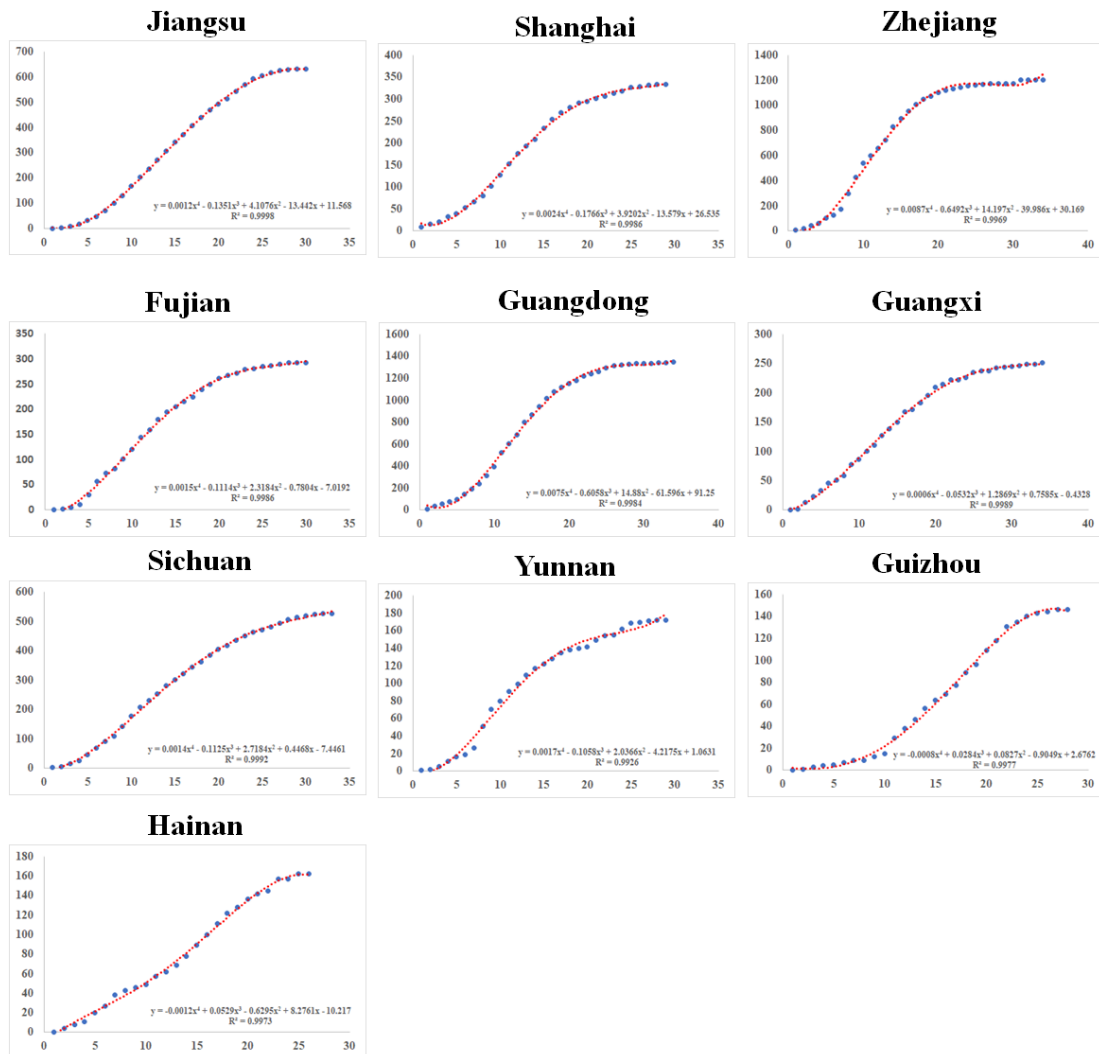 Jiangsu
700
600
500
400
300
200
100
0
y = 0.0012x⁴ - 0.1351x³ + 4.1076x² - 13.442x + 11.568
R² = 0.9998
0 5 10 15 20 25 30 35
Shanghai
400
350
300
250
200
150
100
50
0
y = 0.0024x⁴ - 0.1766x³ + 3.9202x² - 13.579x + 26.535
R² = 0.9986
0 5 10 15 20 25 30 35
Zhejiang
1400
1200
1000
800
600
400
200
0
y = 0.0087x⁴ - 0.6492x³ + 14.197x² - 39.986x + 30.169
R² = 0.9969
0 10 20 30 40
Fujian
350
300
250
200
150
100
50
0
y = 0.0015x⁴ - 0.1114x³ + 2.3184x² - 0.7804x - 7.0192
R² = 0.9986
0 5 10 15 20 25 30 35
Guangdong
1600
1400
1200
1000
800
600
400
200
0
y = 0.0075x⁴ - 0.6058x³ + 14.88x² - 61.596x + 91.25
R² = 0.9984
0 10 20 30 40
Guangxi
300
250
200
150
100
50
0
y = 0.0006x⁴ - 0.0532x³ + 1.2869x² + 0.7585x - 0.4328
R² = 0.9989
0 10 20 30 40
Sichuan
600
500
400
300
200
100
0
y = 0.0014x⁴ - 0.1125x³ + 2.7184x² + 0.4468x - 7.4461
R² = 0.9992
0 5 10 15 20 25 30 35
Yunnan
200
180
160
140
120
100
80
60
40
20
0
y = 0.0017x⁴ - 0.1058x³ + 2.0366x² - 4.2175x + 1.0631
R² = 0.9926
0 5 10 15 20 25 30 35
Guizhou
160
140
120
100
80
60
40
20
0
y = -0.0008x⁴ + 0.0284x³ + 0.0827x² - 0.9049x + 2.6762
R² = 0.9977
0 10 20 30
Hainan
180
160
140
120
100
80
60
40
20
0
y = -0.0012x⁴ + 0.0529x³ - 0.6295x² + 8.2761x - 10.217
R² = 0.9973
0 5 10 15 20 25 30